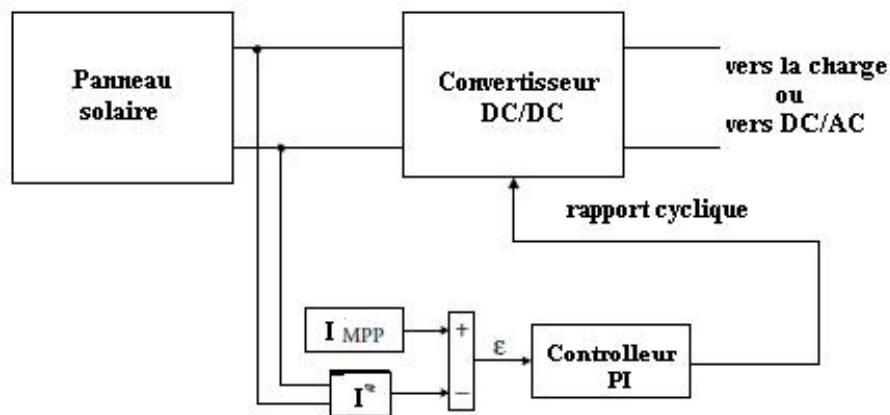 Panneau
solaire
Convertisseur
DC/DC
vers la charge
ou
vers DC/AC
rapport cyclique
I MPP
+
ε
Controlleur
PI
I
−